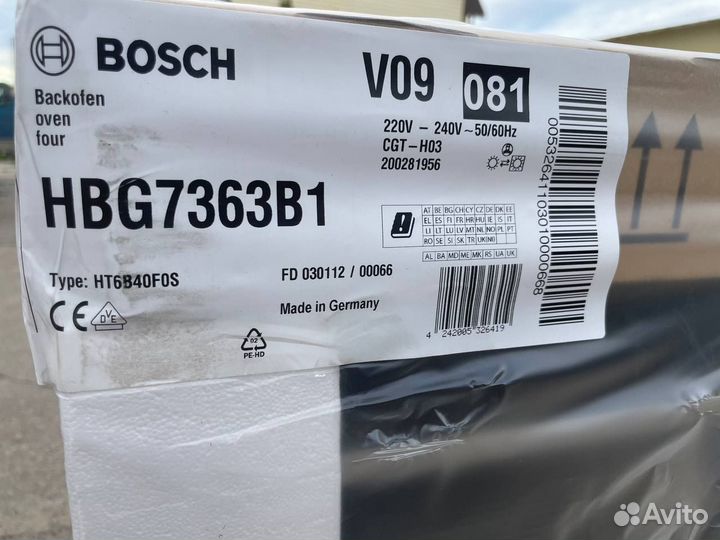 BOSCH
V09 081
Backofen
oven
four
220V – 240V ~ 50/60Hz
CGT–H03
200281956
HBG7363B1
AT BE BG CH CY CZ DE DK EE
EL ES FI FR HR HU IE IS IT
LI LT LU LV MT NL NO PL PT
RO SE SI SK TR UK(NI)
AL BA MD ME MK RS UA UK
Type: HT6B40F0S
FD 030112 / 00066
Made in Germany
CE DVE
02
PE-HD
4 242005 326419
00532641103010000668
Avito